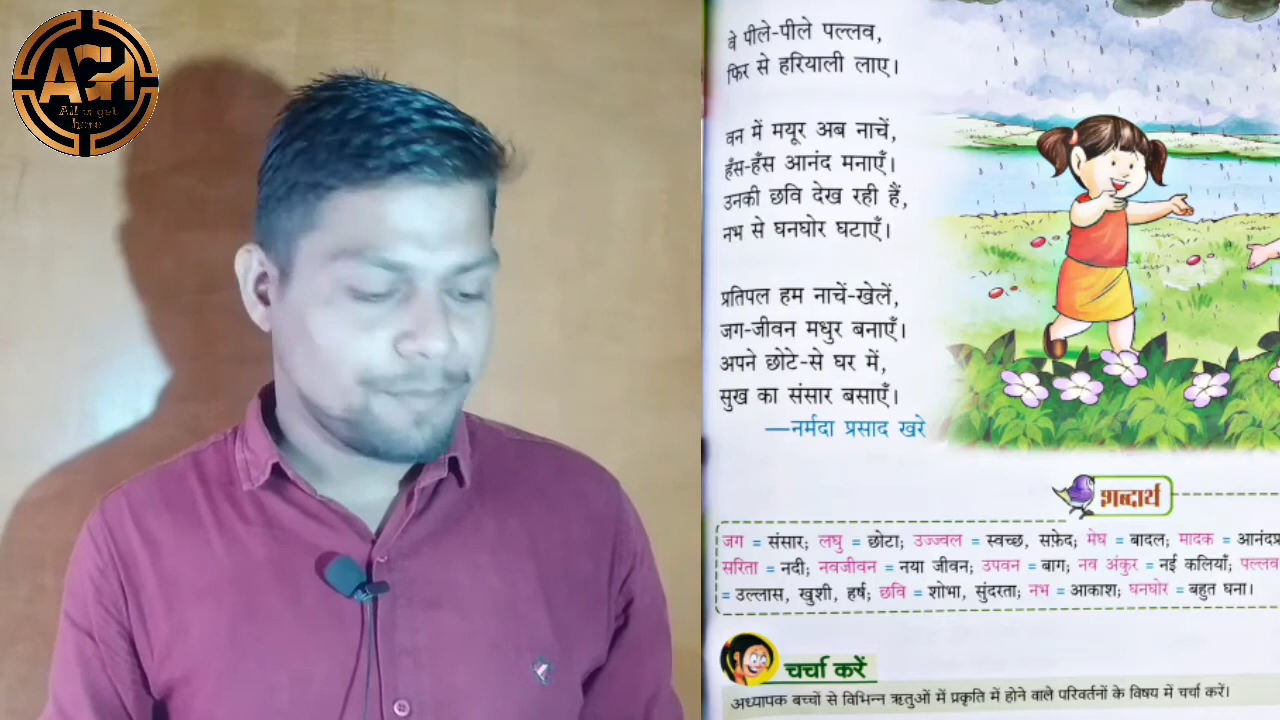 AGH
All is get
here
वे पीले-पीले पल्लव,
फिर से हरियाली लाए।
वन में मयूर अब नाचें,
हँस-हँस आनंद मनाएँ।
उनकी छवि देख रही हैं,
नभ से घनघोर घटाएँ।
प्रतिपल हम नाचें-खेलें,
जग-जीवन मधुर बनाएँ।
अपने छोटे-से घर में,
सुख का संसार बसाएँ।
—नर्मदा प्रसाद खरे
शब्दार्थ
जग = संसार; लघु = छोटा; उज्ज्वल = स्वच्छ, सफ़ेद; मेघ = बादल; मादक = आनंदप्र
सरिता = नदी; नवजीवन = नया जीवन; उपवन = बाग; नव अंकुर = नई कलियाँ; पल्लव
= उल्लास, खुशी, हर्ष; छवि = शोभा, सुंदरता; नभ = आकाश; घनघोर = बहुत घना।
चर्चा करें
अध्यापक बच्चों से विभिन्न ऋतुओं में प्रकृति में होने वाले परिवर्तनों के विषय में चर्चा करें।